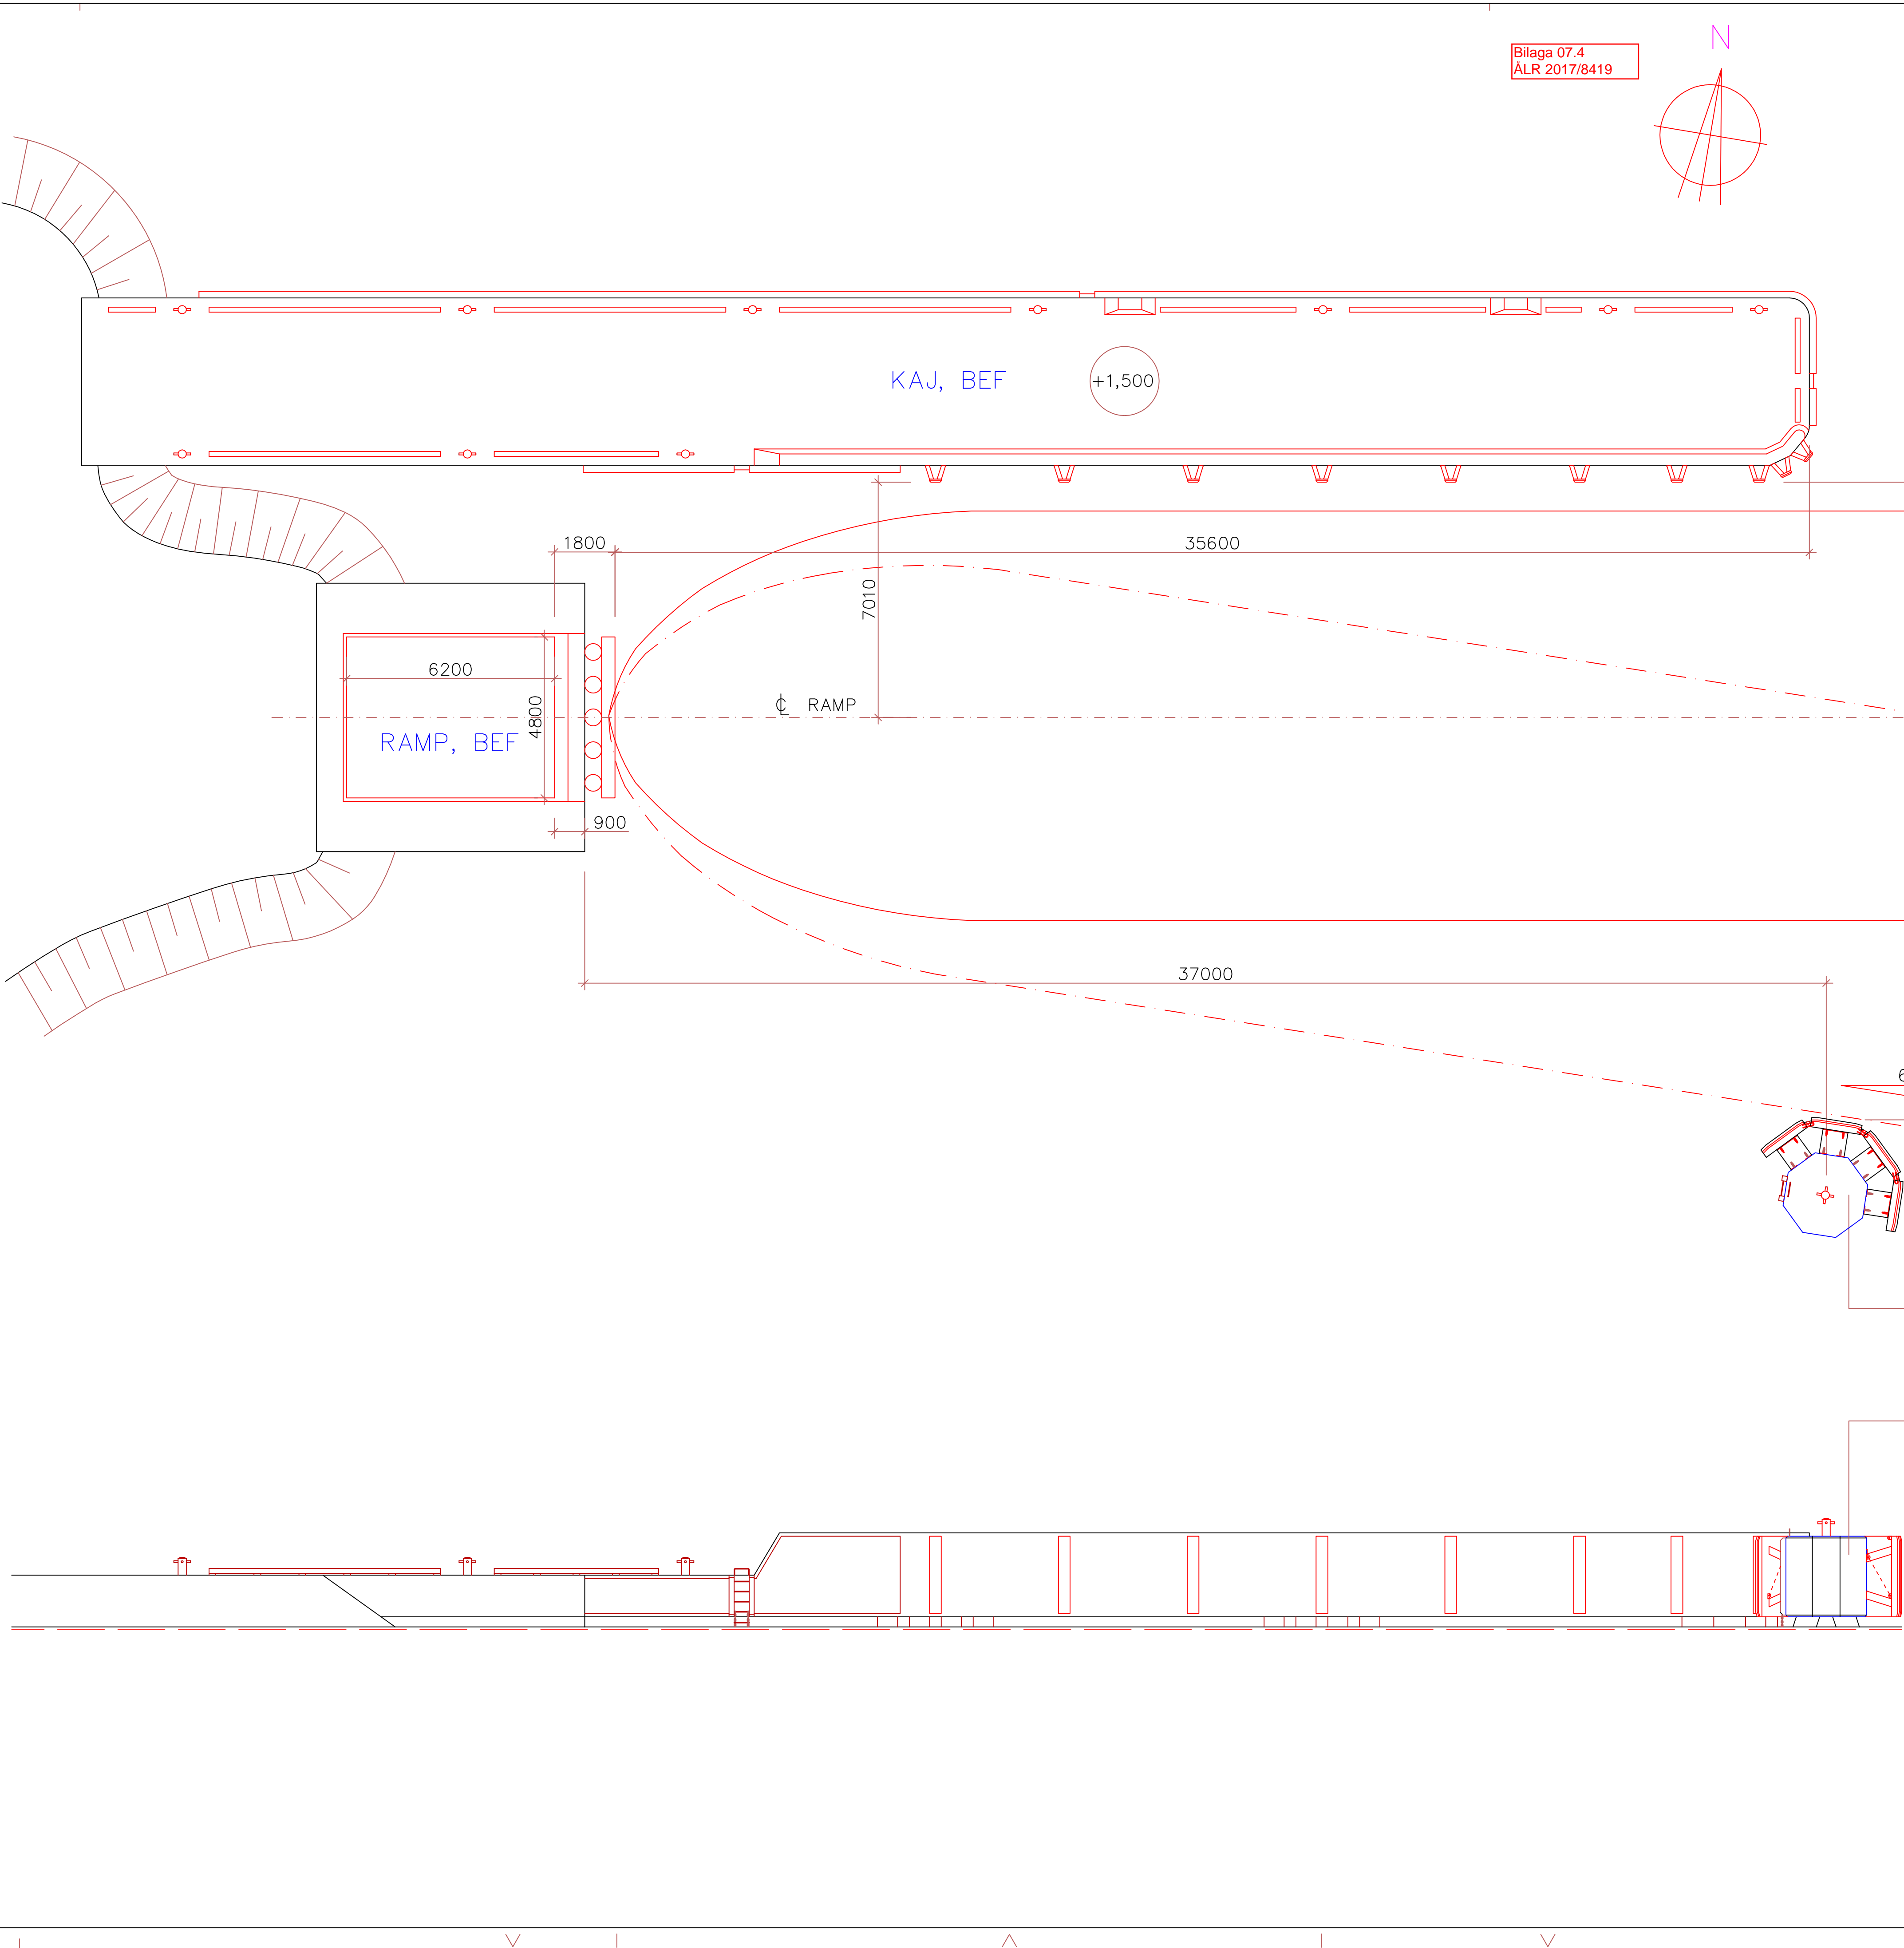 Bilaga 07.4
ÅLR 2017/8419
N
KAJ, BEF
+1,500
1800
35600
7010
6200
4800
℄ RAMP
RAMP, BEF
900
37000
6